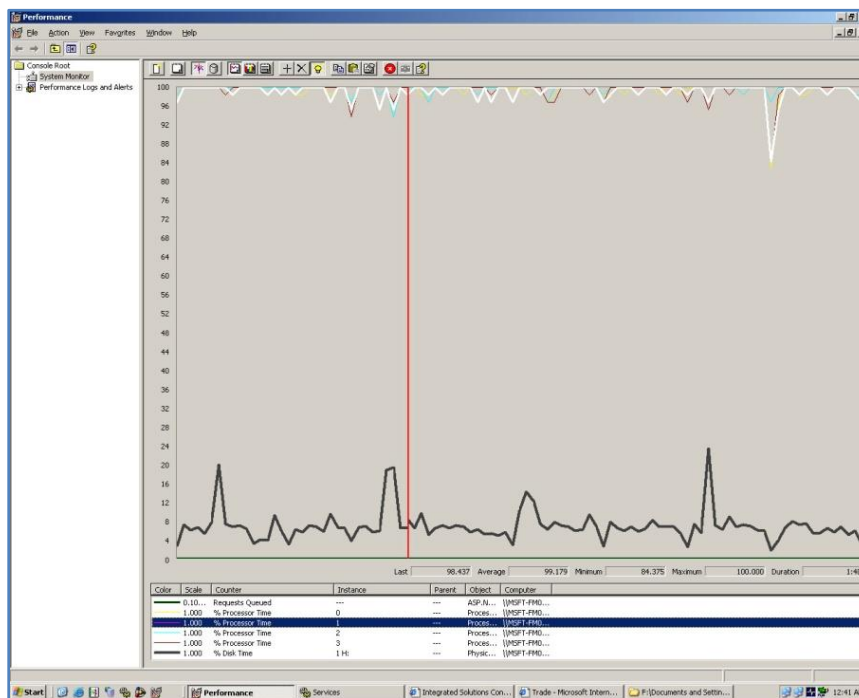 Performance
File Action View Favorites Window Help
Console Root
System Monitor
Performance Logs and Alerts
100
96
92
88
84
80
76
72
68
64
60
56
52
48
44
40
36
32
28
24
20
16
12
8
4
0
Last 98.437 Average 99.179 Minimum 84.375 Maximum 100.000 Duration 1:40
Color Scale Counter Instance Parent Object Computer
0.10... Requests Queued --- --- ASP.N... \\MSFT-FM0...
1.000 % Processor Time 0 --- Proces... \\MSFT-FM0...
1.000 % Processor Time 1 --- Proces... \\MSFT-FM0...
1.000 % Processor Time 2 --- Proces... \\MSFT-FM0...
1.000 % Processor Time 3 --- Proces... \\MSFT-FM0...
1.000 % Disk Time 1 H: --- Physic... \\MSFT-FM0...
Start Performance Services Integrated Solutions Con... Trade - Microsoft Intern... F:\Documents and Settin... 12:41 A